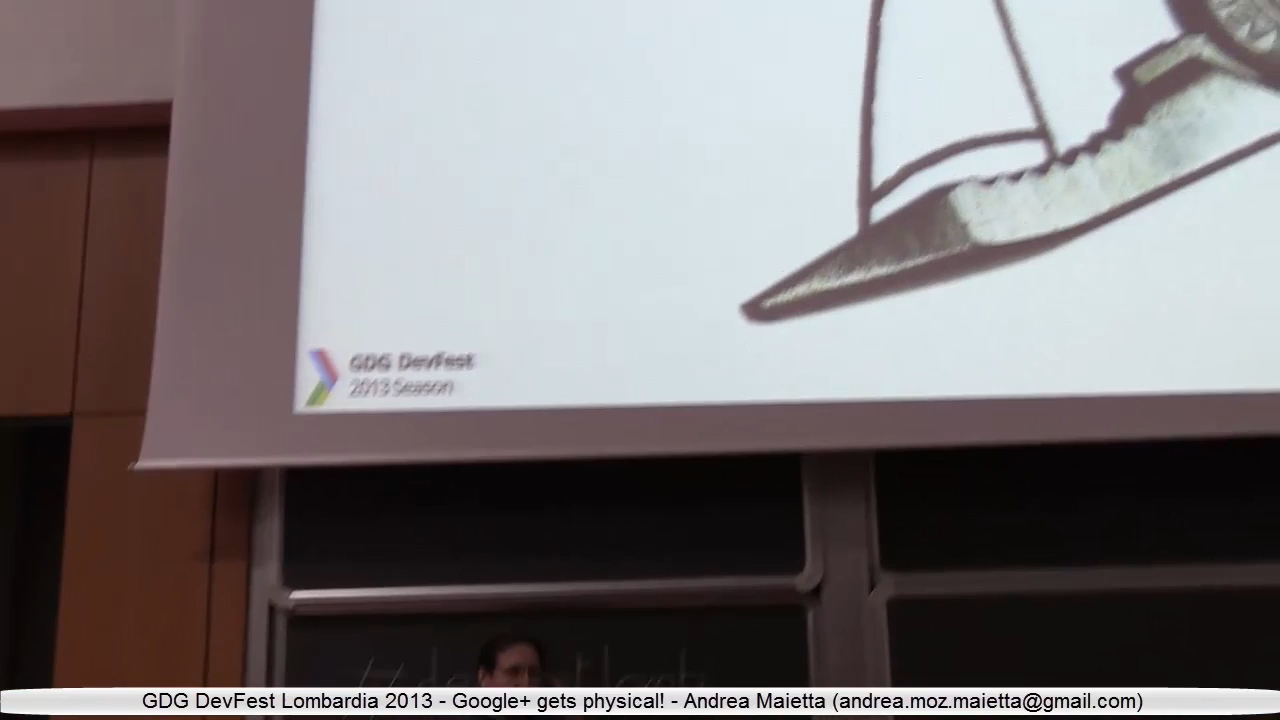 GDG DevFest
2013 Season
GDG DevFest Lombardia 2013 - Google+ gets physical! - Andrea Maietta (andrea.moz.maietta@gmail.com)